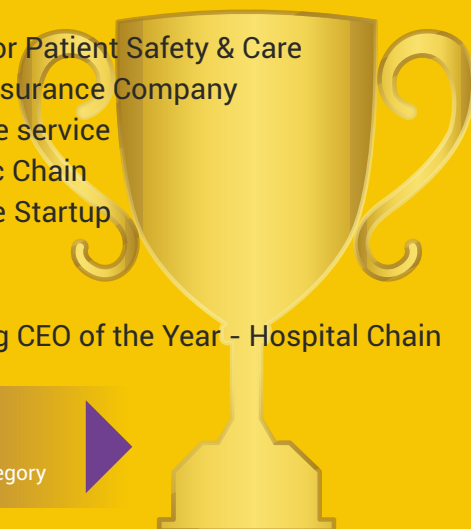 or Patient Safety & Care
surance Company
e service
c Chain
e Startup
g CEO of the Year - Hospital Chain
egory